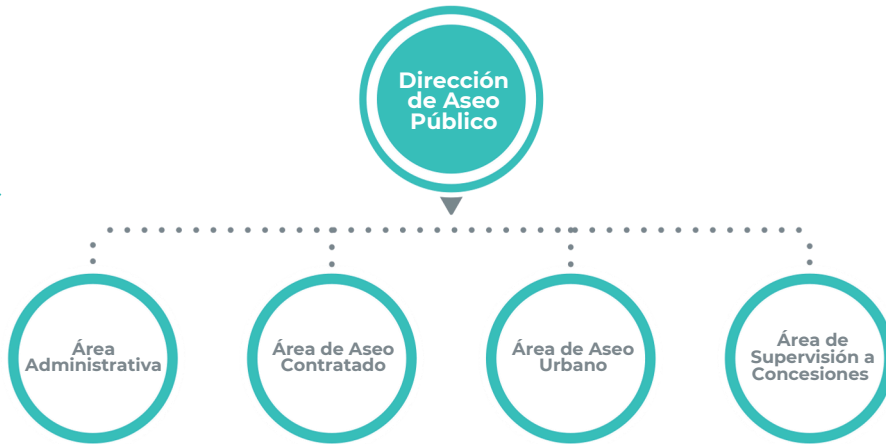 Dirección
de Aseo
Público
Área
Administrativa
Área de Aseo
Contratado
Área de Aseo
Urbano
Área de
Supervisión a
Concesiones